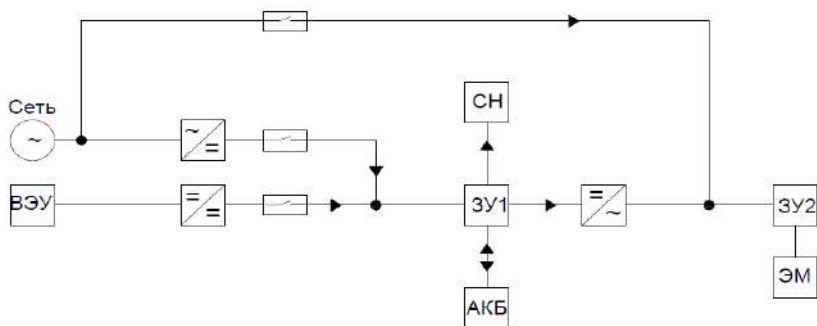 СН
Сеть
~
~
=
ВЭУ
=
=
ЗУ1
=
~
ЗУ2
АКБ
ЭМ